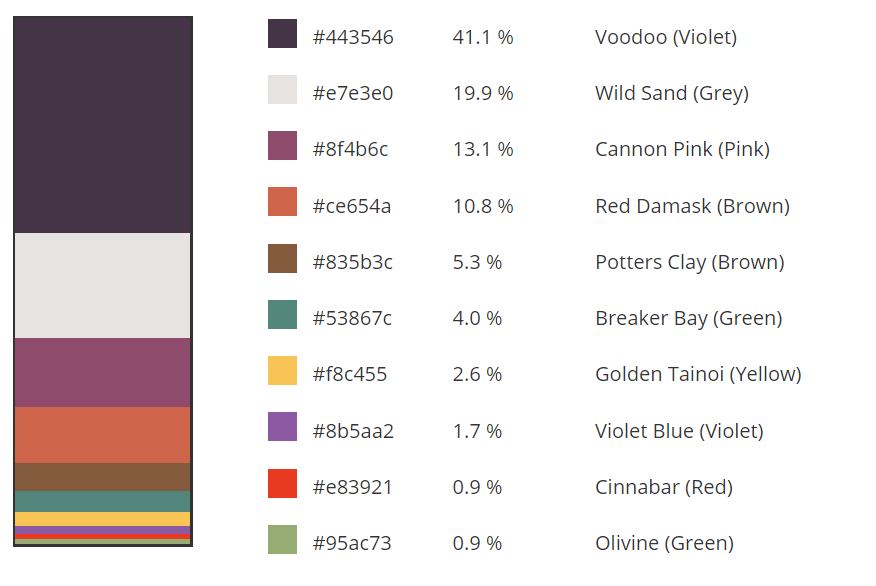 #443546 41.1 % Voodoo (Violet)
#e7e3e0 19.9 % Wild Sand (Grey)
#8f4b6c 13.1 % Cannon Pink (Pink)
#ce654a 10.8 % Red Damask (Brown)
#835b3c 5.3 % Potters Clay (Brown)
#53867c 4.0 % Breaker Bay (Green)
#f8c455 2.6 % Golden Tainoi (Yellow)
#8b5aa2 1.7 % Violet Blue (Violet)
#e83921 0.9 % Cinnabar (Red)
#95ac73 0.9 % Olivine (Green)